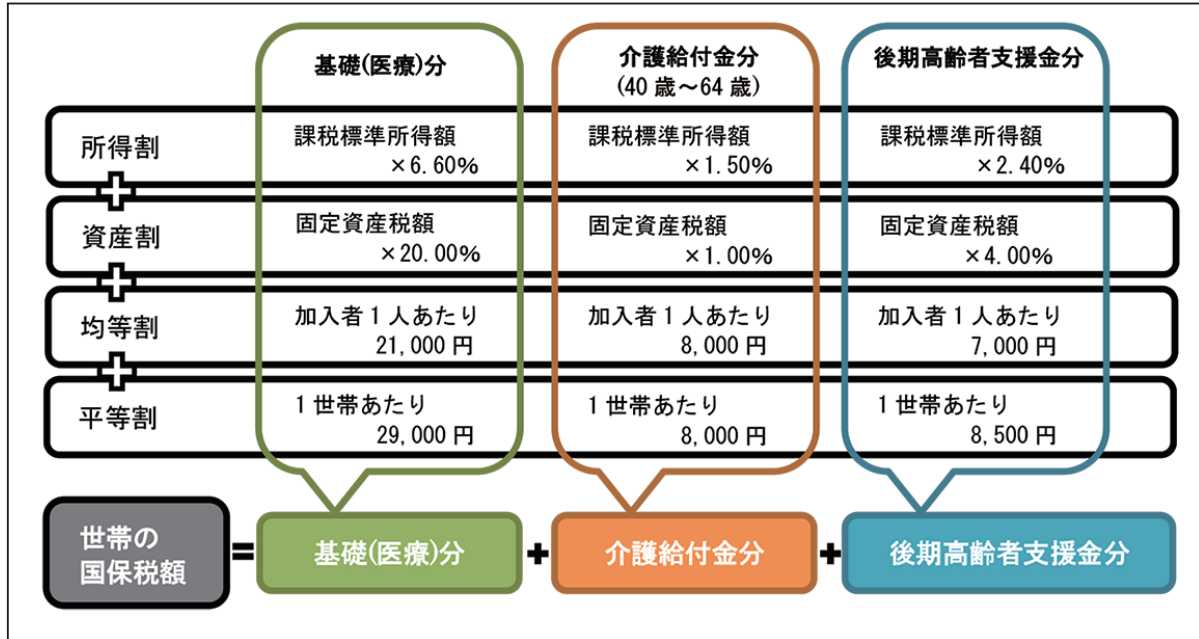 基礎(医療)分
介護給付金分
(40歳～64歳)
後期高齢者支援金分
所得割
課税標準所得額
×6.60%
課税標準所得額
×1.50%
課税標準所得額
×2.40%
+
資産割
固定資産税額
×20.00%
固定資産税額
×1.00%
固定資産税額
×4.00%
+
均等割
加入者1人あたり
21,000円
加入者1人あたり
8,000円
加入者1人あたり
7,000円
+
平等割
1世帯あたり
29,000円
1世帯あたり
8,000円
1世帯あたり
8,500円
世帯の
国保税額
=
基礎(医療)分
+
介護給付金分
+
後期高齢者支援金分